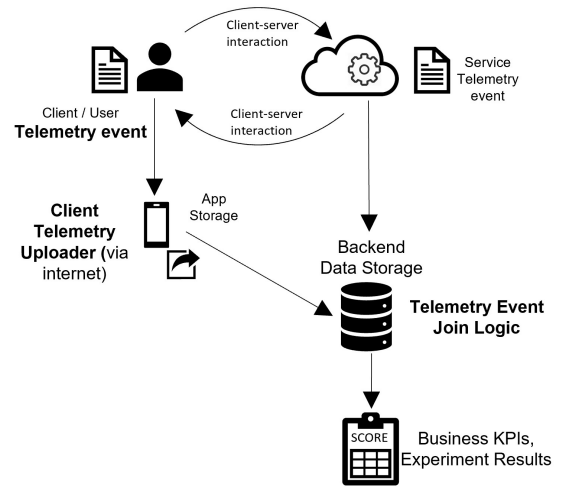 Client-server
interaction
Service
Telemetry
event
Client / User
Telemetry event
Client-server
interaction
Client
Telemetry
Uploader (via
internet)
App
Storage
Backend
Data Storage
Telemetry Event
Join Logic
SCORE
Business KPIs,
Experiment Results